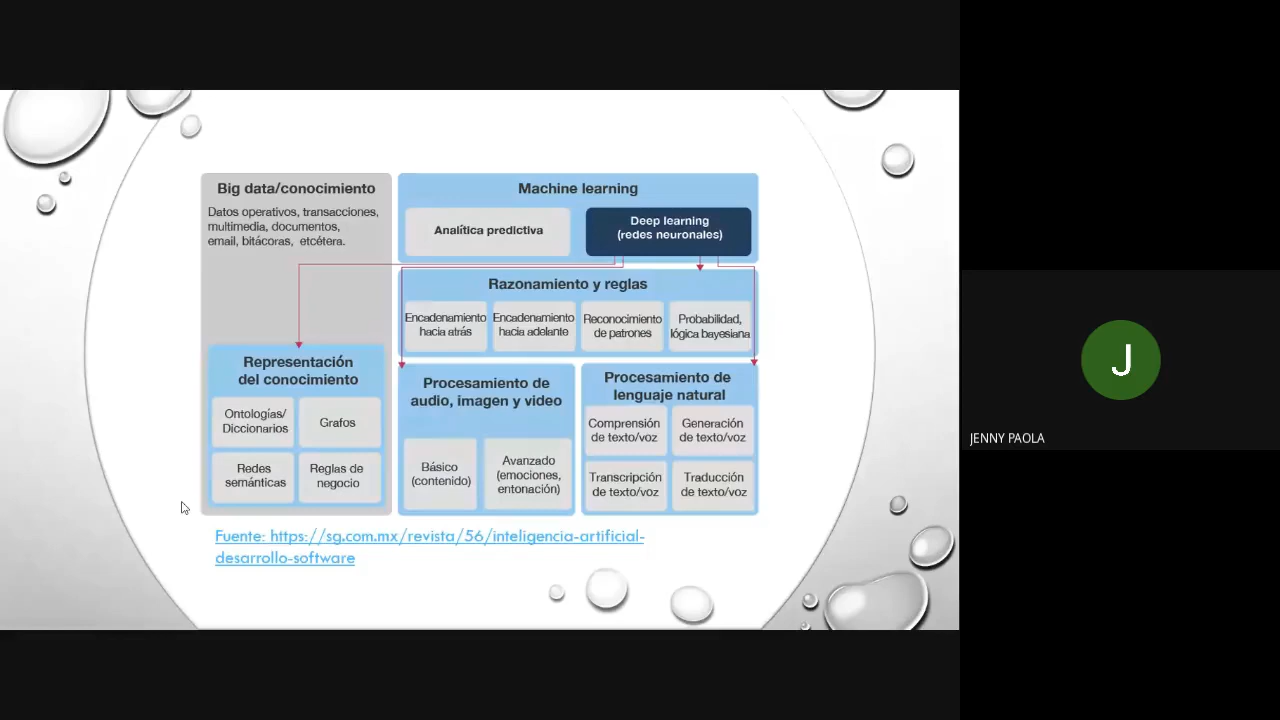 Big data/conocimiento
Datos operativos, transacciones,
multimedia, documentos,
email, bitácoras, etcétera.
Machine learning
Analítica predictiva
Deep learning
(redes neuronales)
Razonamiento y reglas
Encadenamiento
hacia atrás
Encadenamiento
hacia adelante
Reconocimiento
de patrones
Probabilidad,
lógica bayesiana
Representación
del conocimiento
Ontologías/
Diccionarios
Grafos
Redes
semánticas
Reglas de
negocio
Procesamiento de
audio, imagen y video
Básico
(contenido)
Avanzado
(emociones,
entonación)
Procesamiento de
lenguaje natural
Comprensión
de texto/voz
Generación
de texto/voz
Transcripción
de texto/voz
Traducción
de texto/voz
Fuente: https://sg.com.mx/revista/56/inteligencia-artificial-
desarrollo-software
J
JENNY PAOLA